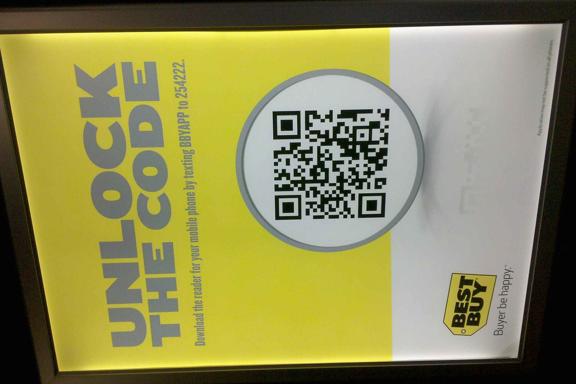 UNLOCK
THE CODE
Download the reader for your mobile phone by texting BBYAPP to 254222.
BEST
BUY
Buyer be happy.™